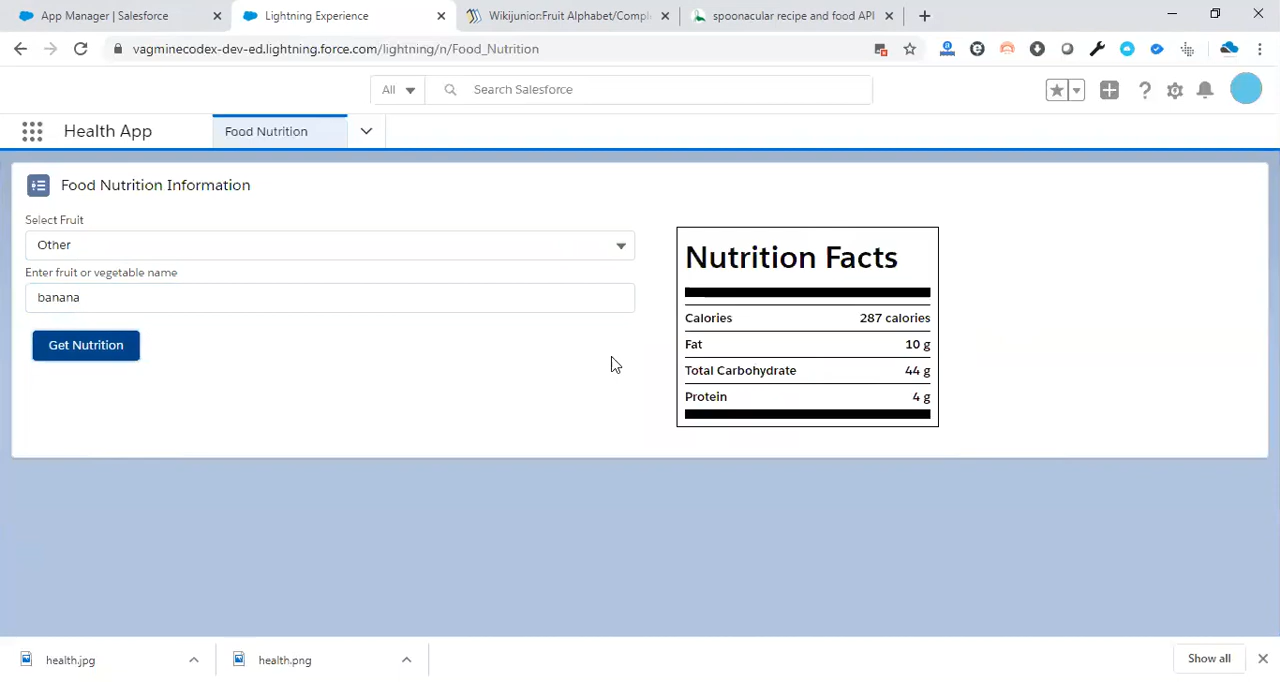 App Manager | Salesforce
Lightning Experience
Wikijunior:Fruit Alphabet/Compl
spoonacular recipe and food API
vagminecodex-dev-ed.lightning.force.com/lightning/n/Food_Nutrition
All
Search Salesforce
Health App
Food Nutrition
Food Nutrition Information
Select Fruit
Other
Enter fruit or vegetable name
banana
Get Nutrition
Nutrition Facts
Calories 287 calories
Fat 10 g
Total Carbohydrate 44 g
Protein 4 g
health.jpg
health.png
Show all